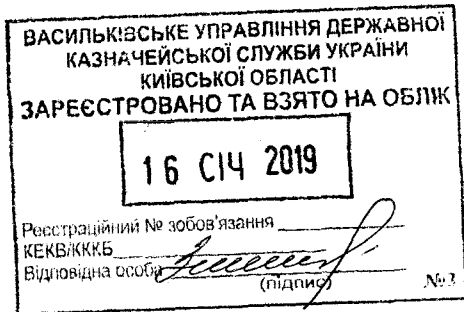 ВАСИЛЬКІВСЬКЕ УПРАВЛІННЯ ДЕРЖАВНОЇ
КАЗНАЧЕЙСЬКОЇ СЛУЖБИ УКРАЇНИ
КИЇВСЬКОЇ ОБЛАСТІ
ЗАРЕЄСТРОВАНО ТА ВЗЯТО НА ОБЛІК
16 СІЧ 2019
Реєстраційний № зобов'язання
КЕКВ/ККБ
Відповідна особа
(підпис) №3